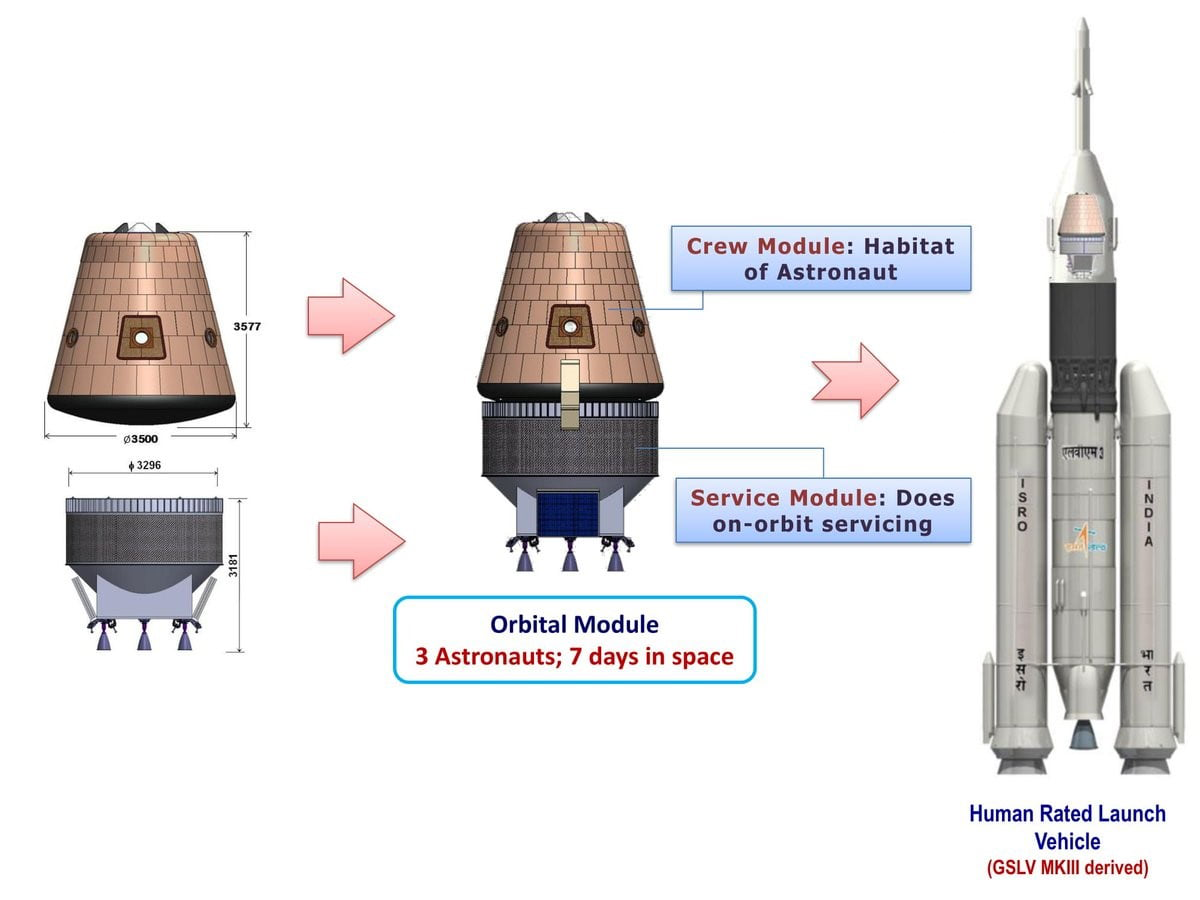 3577
Ø3500
ϕ 3296
3181
Crew Module: Habitat
of Astronaut
Service Module: Does
on-orbit servicing
Orbital Module
3 Astronauts; 7 days in space
एलवीएम 3
ISRO
INDIA
इसरो
भारत
Human Rated Launch
Vehicle
(GSLV MKIII derived)